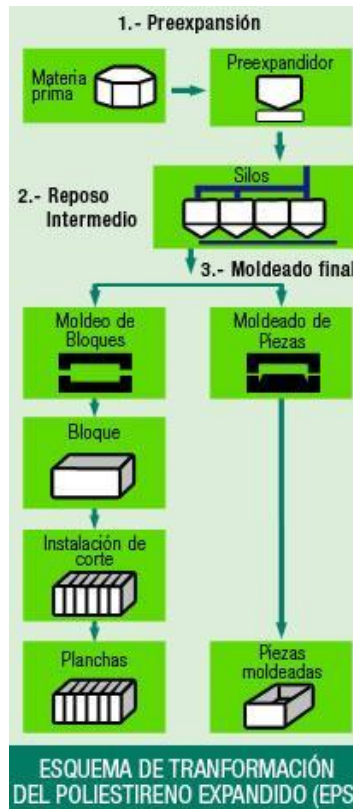 1.- Preexpansión
Materia
prima
Preexpandidor
Silos
2.- Reposo
Intermedio
3.- Moldeado final
Moldeo de
Bloques
Moldeado de
Piezas
Bloque
Instalación de
corte
Planchas
Piezas
moldeadas
ESQUEMA DE TRANFORMACIÓN
DEL POLIESTIRENO EXPANDIDO (EPS